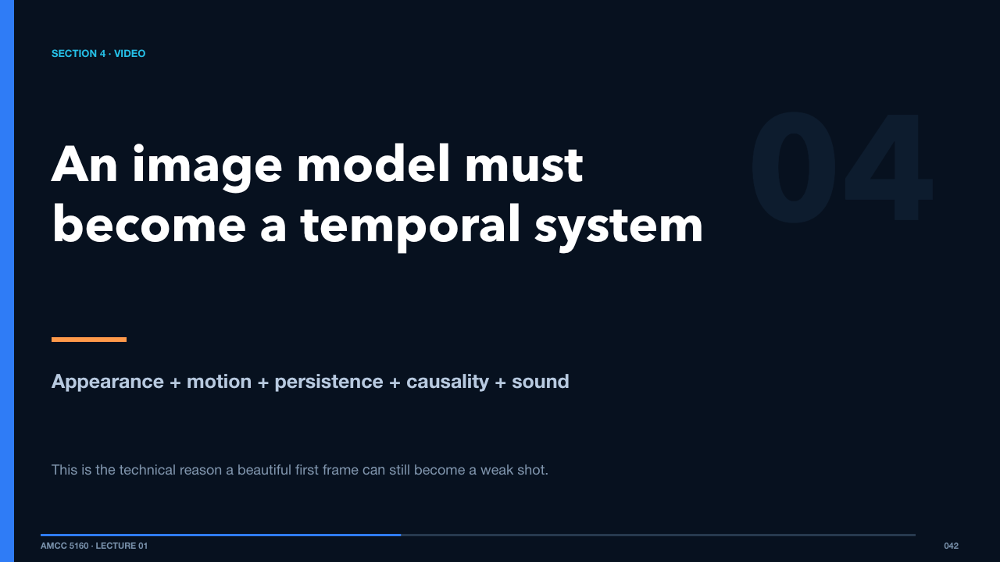 SECTION 4 · VIDEO
04
An image model must
become a temporal system
Appearance + motion + persistence + causality + sound
This is the technical reason a beautiful first frame can still become a weak shot.
AMCC 5160 · LECTURE 01
042